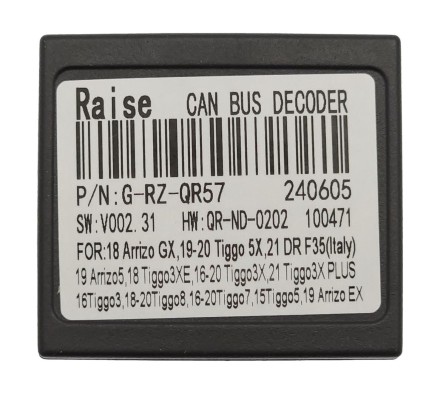 Raise CAN BUS DECODER
P/N:G-RZ-QR57 240605
SW:V002.31 HW:QR-ND-0202 100471
FOR:18 Arrizo GX,19-20 Tiggo 5X,21 DR F35(Italy)
19 Arrizo5,18 Tiggo3XE,16-20 Tiggo3X,21 Tiggo3X PLUS
16Tiggo3,18-20Tiggo8,16-20Tiggo7,15Tiggo5,19 Arrizo EX